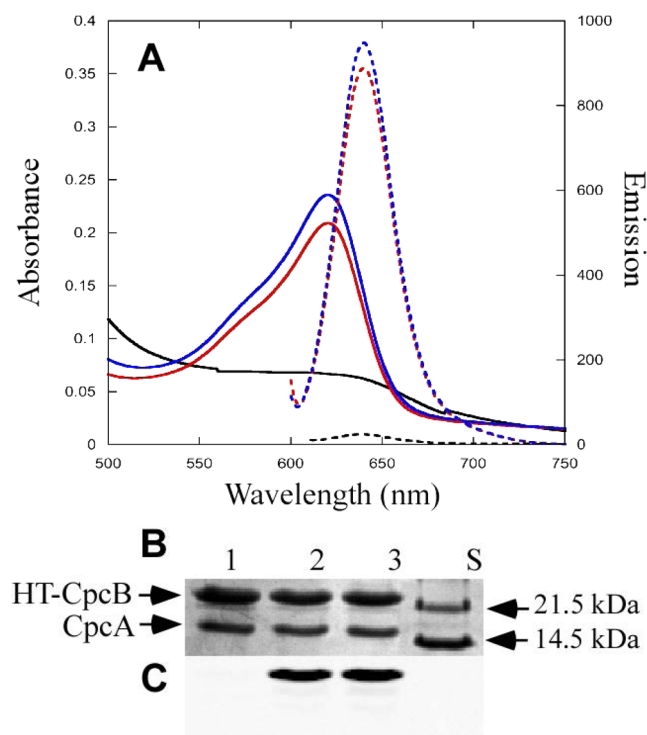 A
0.4
0.35
0.3
0.25
0.2
0.15
0.1
0.05
0
Absorbance
1000
800
600
400
200
0
Emission
500 550 600 650 700 750
Wavelength (nm)
B
1 2 3 S
HT-CpcB
CpcA
21.5 kDa
14.5 kDa
C